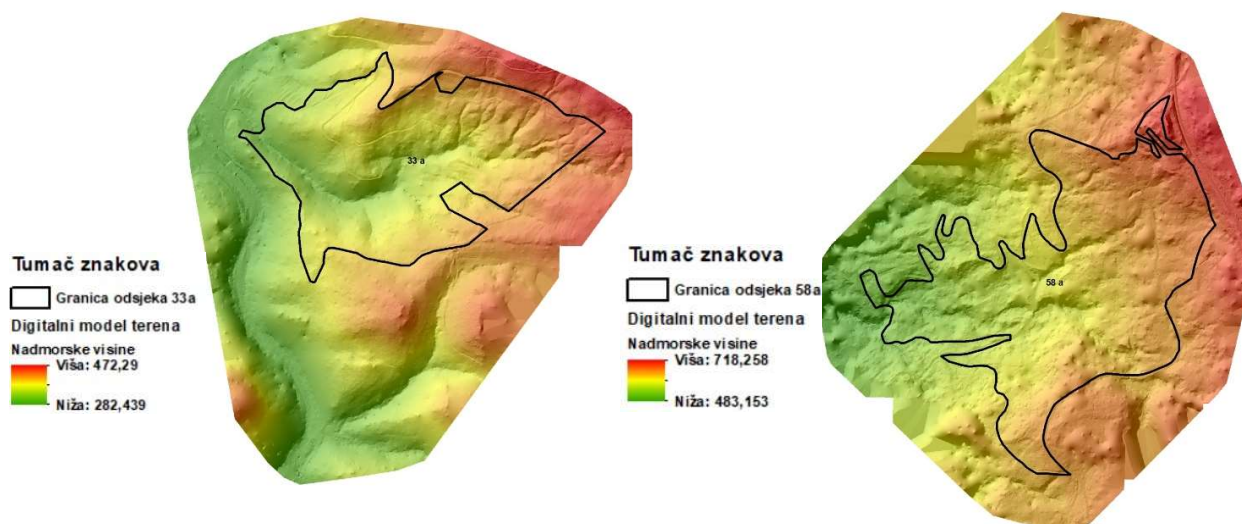 33 a
Tumač znakova
Granica odsjeka 33a
Digitalni model terena
Nadmorske visine
Viša: 472,29
Niža: 282,439
58 a
Tumač znakova
Granica odsjeka 58a
Digitalni model terena
Nadmorske visine
Viša: 718,258
Niža: 483,153